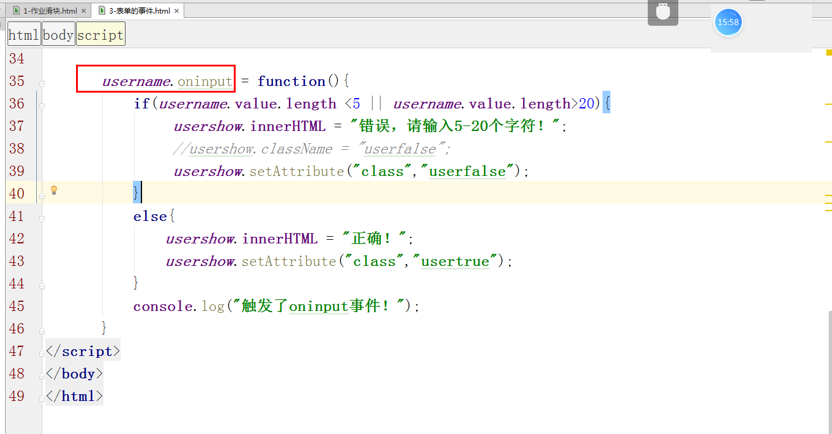 1-作业滑块.html × 3-表单的事件.html ×
15:58
html body script
34
35 username.oninput = function(){
36 if(username.value.length <5 || username.value.length>20){
37 usershow.innerHTML = "错误，请输入5-20个字符！";
38 //usershow.className = "userfalse";
39 usershow.setAttribute("class","userfalse");
40 }
41 else{
42 usershow.innerHTML = "正确！";
43 usershow.setAttribute("class","usertrue");
44 }
45 console.log("触发了oninput事件！");
46 }
47 </script>
48 </body>
49 </html>